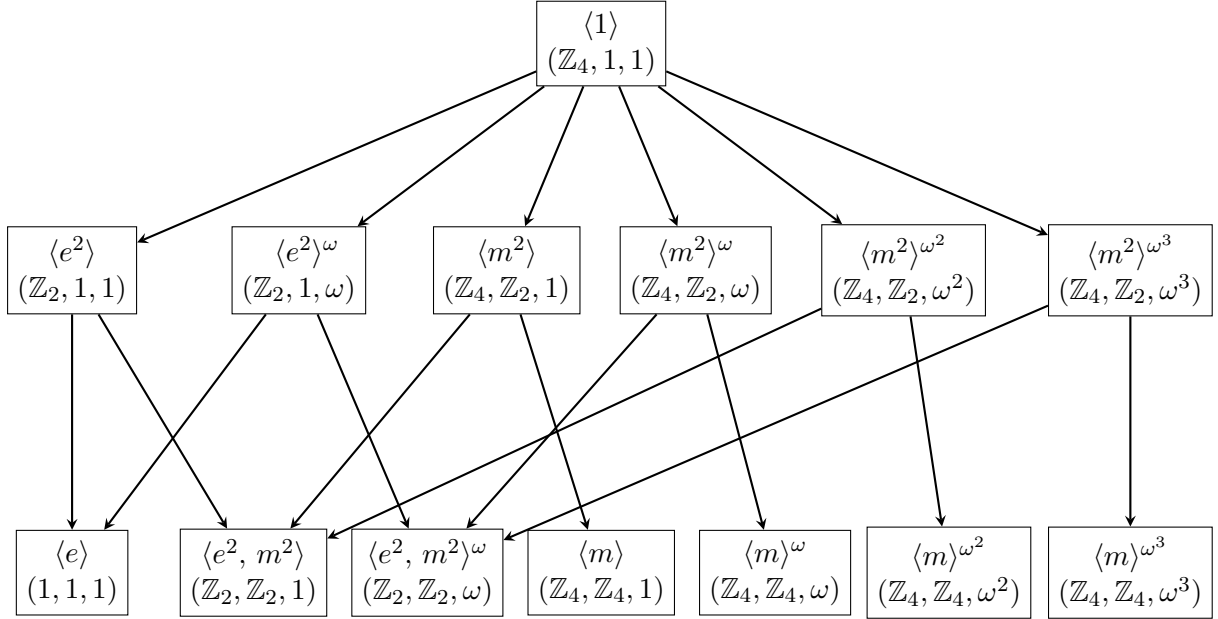 ⟨1⟩
(ℤ₄, 1, 1)
⟨e²⟩
(ℤ₂, 1, 1)
⟨e²⟩^ω
(ℤ₂, 1, ω)
⟨m²⟩
(ℤ₄, ℤ₂, 1)
⟨m²⟩^ω
(ℤ₄, ℤ₂, ω)
⟨m²⟩^ω²
(ℤ₄, ℤ₂, ω²)
⟨m²⟩^ω³
(ℤ₄, ℤ₂, ω³)
⟨e⟩
(1, 1, 1)
⟨e², m²⟩
(ℤ₂, ℤ₂, 1)
⟨e², m²⟩^ω
(ℤ₂, ℤ₂, ω)
⟨m⟩
(ℤ₄, ℤ₄, 1)
⟨m⟩^ω
(ℤ₄, ℤ₄, ω)
⟨m⟩^ω²
(ℤ₄, ℤ₄, ω²)
⟨m⟩^ω³
(ℤ₄, ℤ₄, ω³)